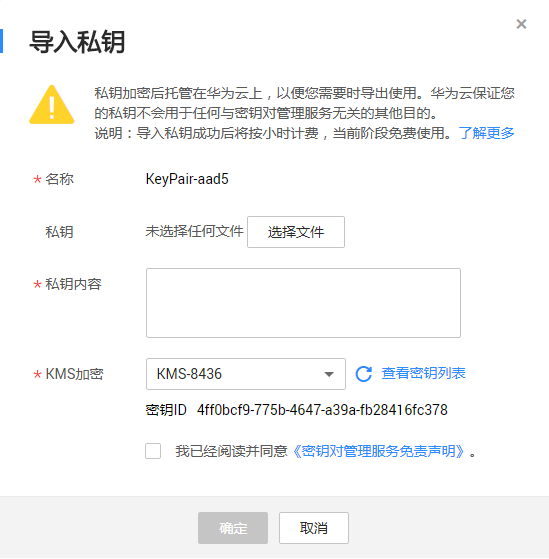 导入私钥
私钥加密后托管在华为云上，以便您需要时导出使用。华为云保证您
的私钥不会用于任何与密钥对管理服务无关的其他目的。
说明：导入私钥成功后将按小时计费，当前阶段免费使用。了解更多
* 名称 KeyPair-aad5
私钥 未选择任何文件 选择文件
* 私钥内容
* KMS加密 KMS-8436 查看密钥列表
密钥ID 4ff0bcf9-775b-4647-a39a-fb28416fc378
我已经阅读并同意《密钥对管理服务免责声明》。
确定 取消